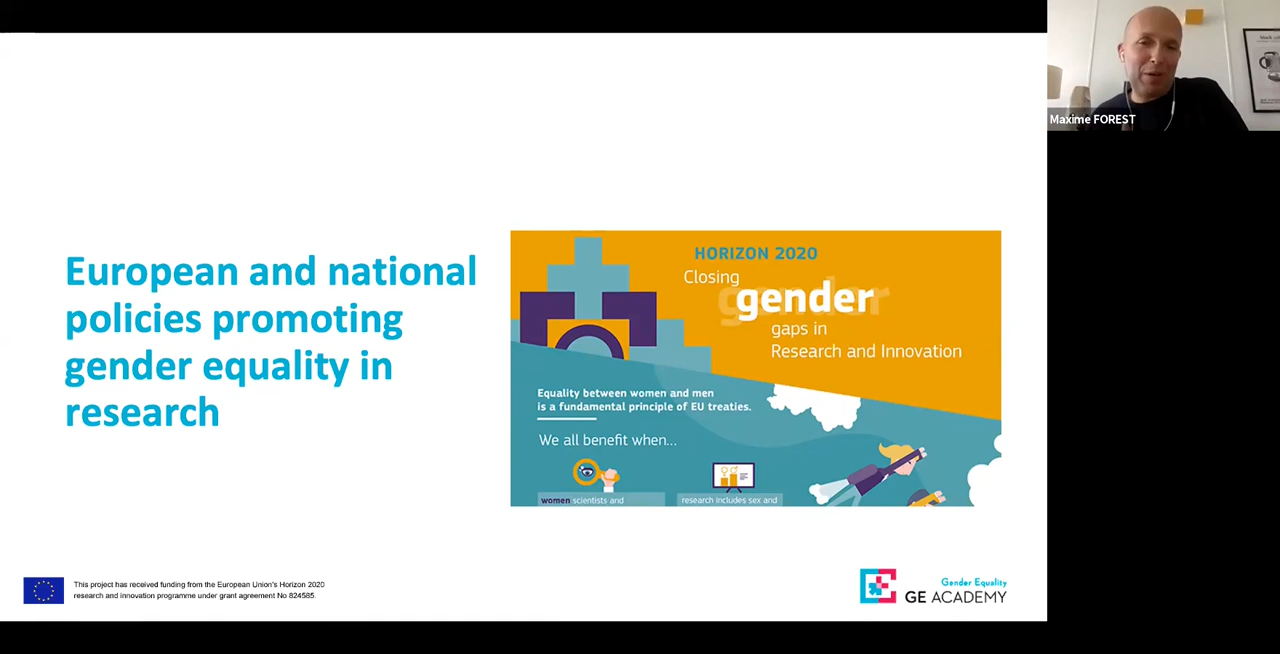 European and national
policies promoting
gender equality in
research
HORIZON 2020
Closing
gender
gaps in
Research and Innovation
Equality between women and men
is a fundamental principle of EU treaties.
We all benefit when...
women scientists and
research includes sex and
This project has received funding from the European Union's Horizon 2020
research and innovation programme under grant agreement No 824585.
Gender Equality
GE ACADEMY
Maxime FOREST